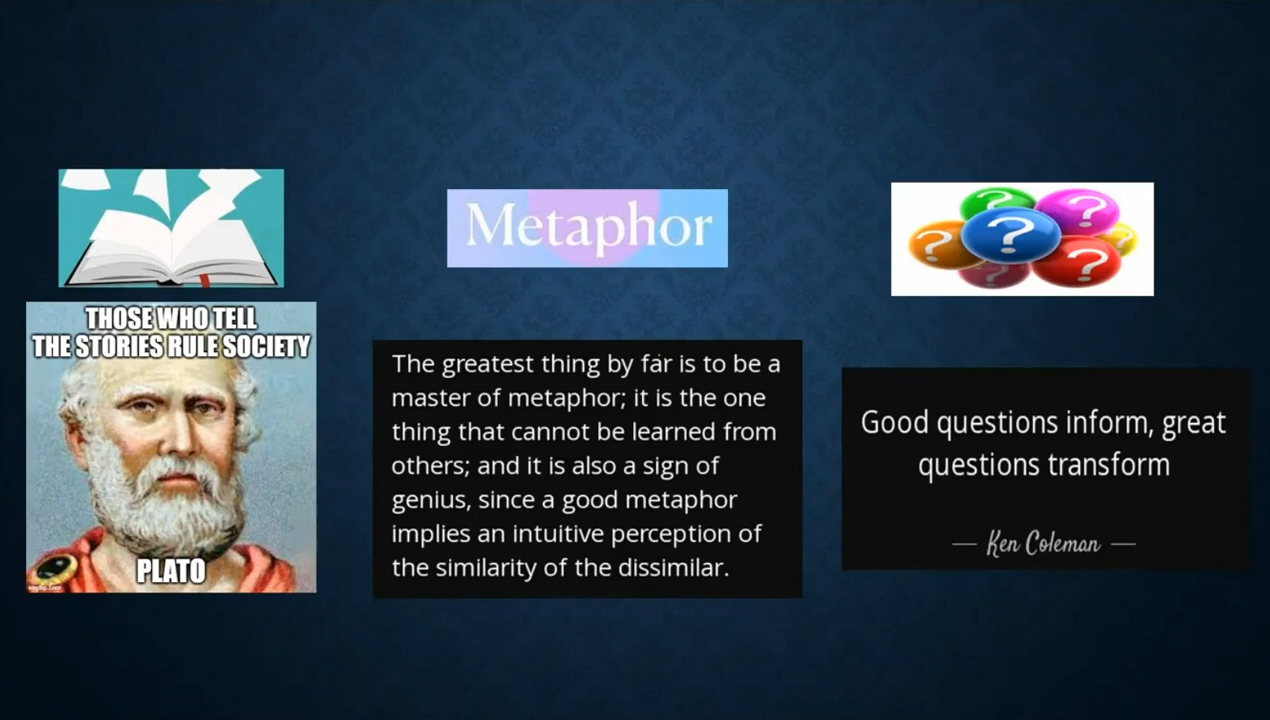 THOSE WHO TELL
THE STORIES RULE SOCIETY
PLATO
imgflip.com
Metaphor
The greatest thing by far is to be a
master of metaphor; it is the one
thing that cannot be learned from
others; and it is also a sign of
genius, since a good metaphor
implies an intuitive perception of
the similarity of the dissimilar.
? ? ? ? ? ? ?
Good questions inform, great
questions transform
— Ken Coleman —